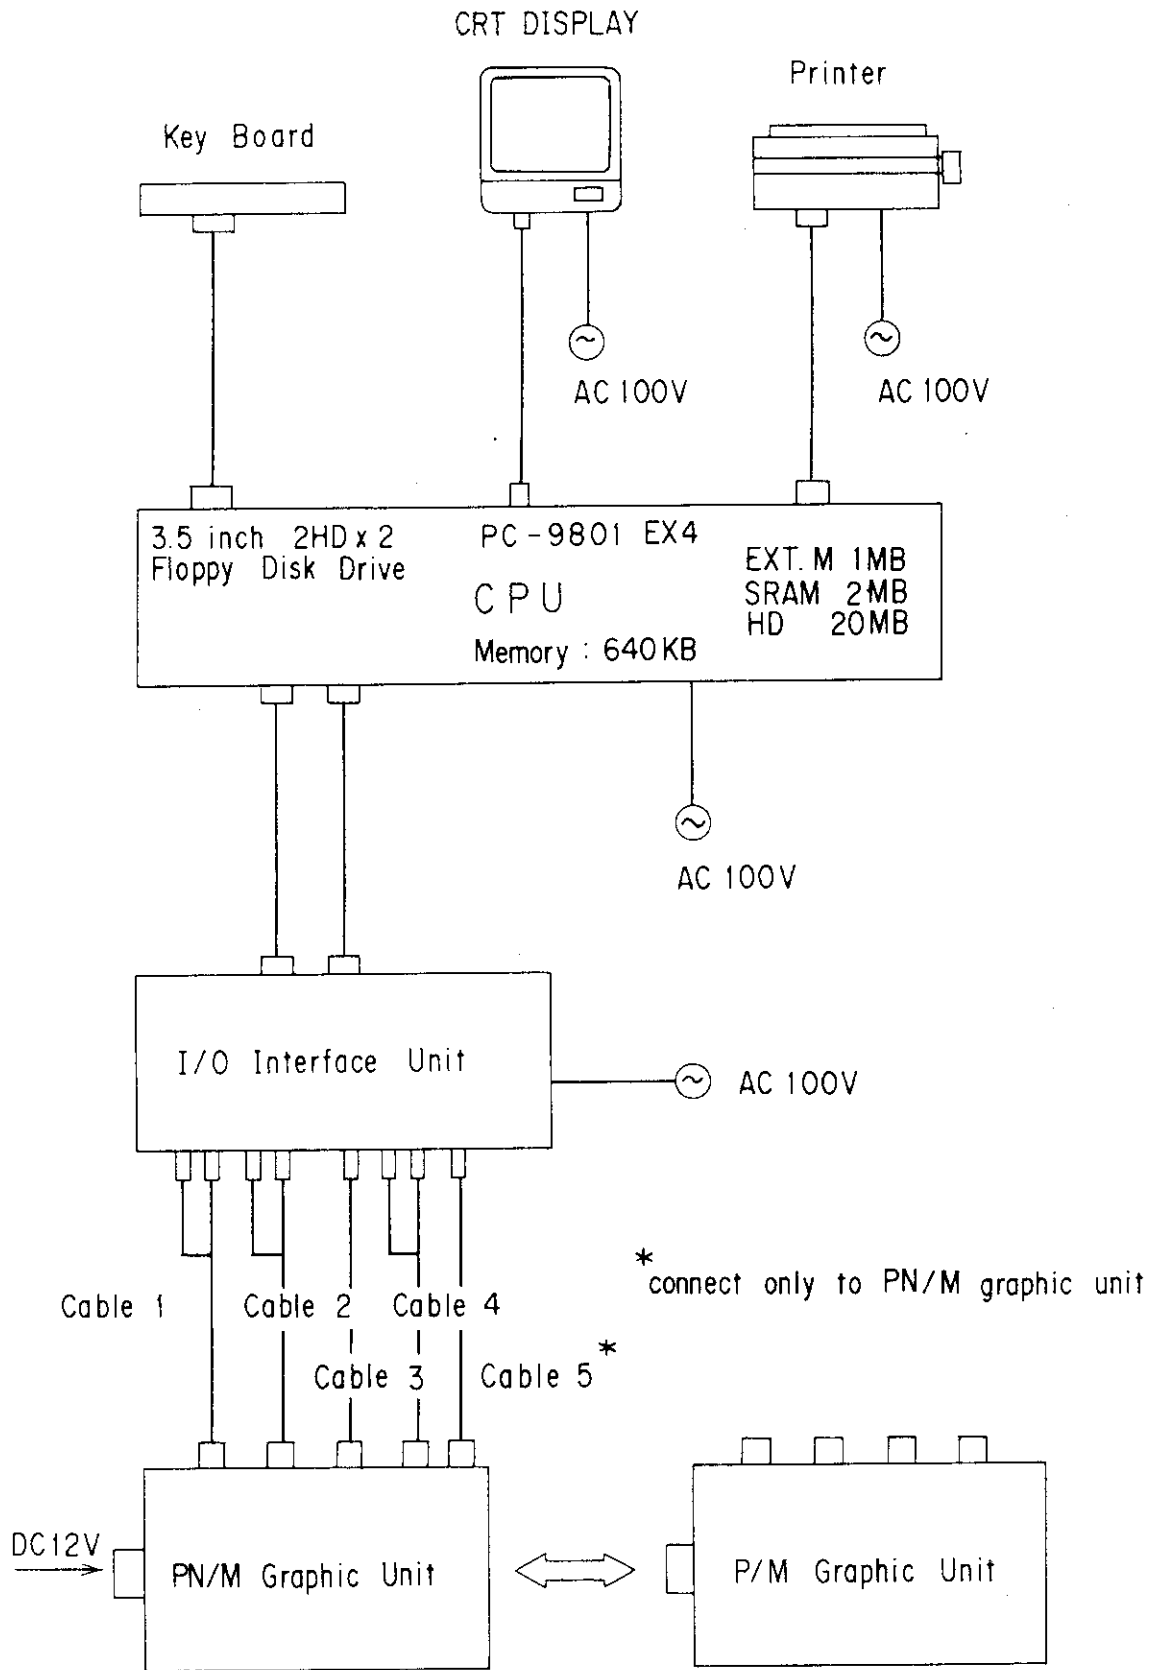 CRT DISPLAY
Printer
Key Board
AC 100V
AC 100V
3.5 inch 2HD x 2
Floppy Disk Drive
PC-9801 EX4
CPU
Memory : 640KB
EXT. M 1MB
SRAM 2MB
HD 20MB
AC 100V
I/O Interface Unit
AC 100V
*connect only to PN/M graphic unit
Cable 1
Cable 2
Cable 4
Cable 3
Cable 5*
DC12V
PN/M Graphic Unit
P/M Graphic Unit